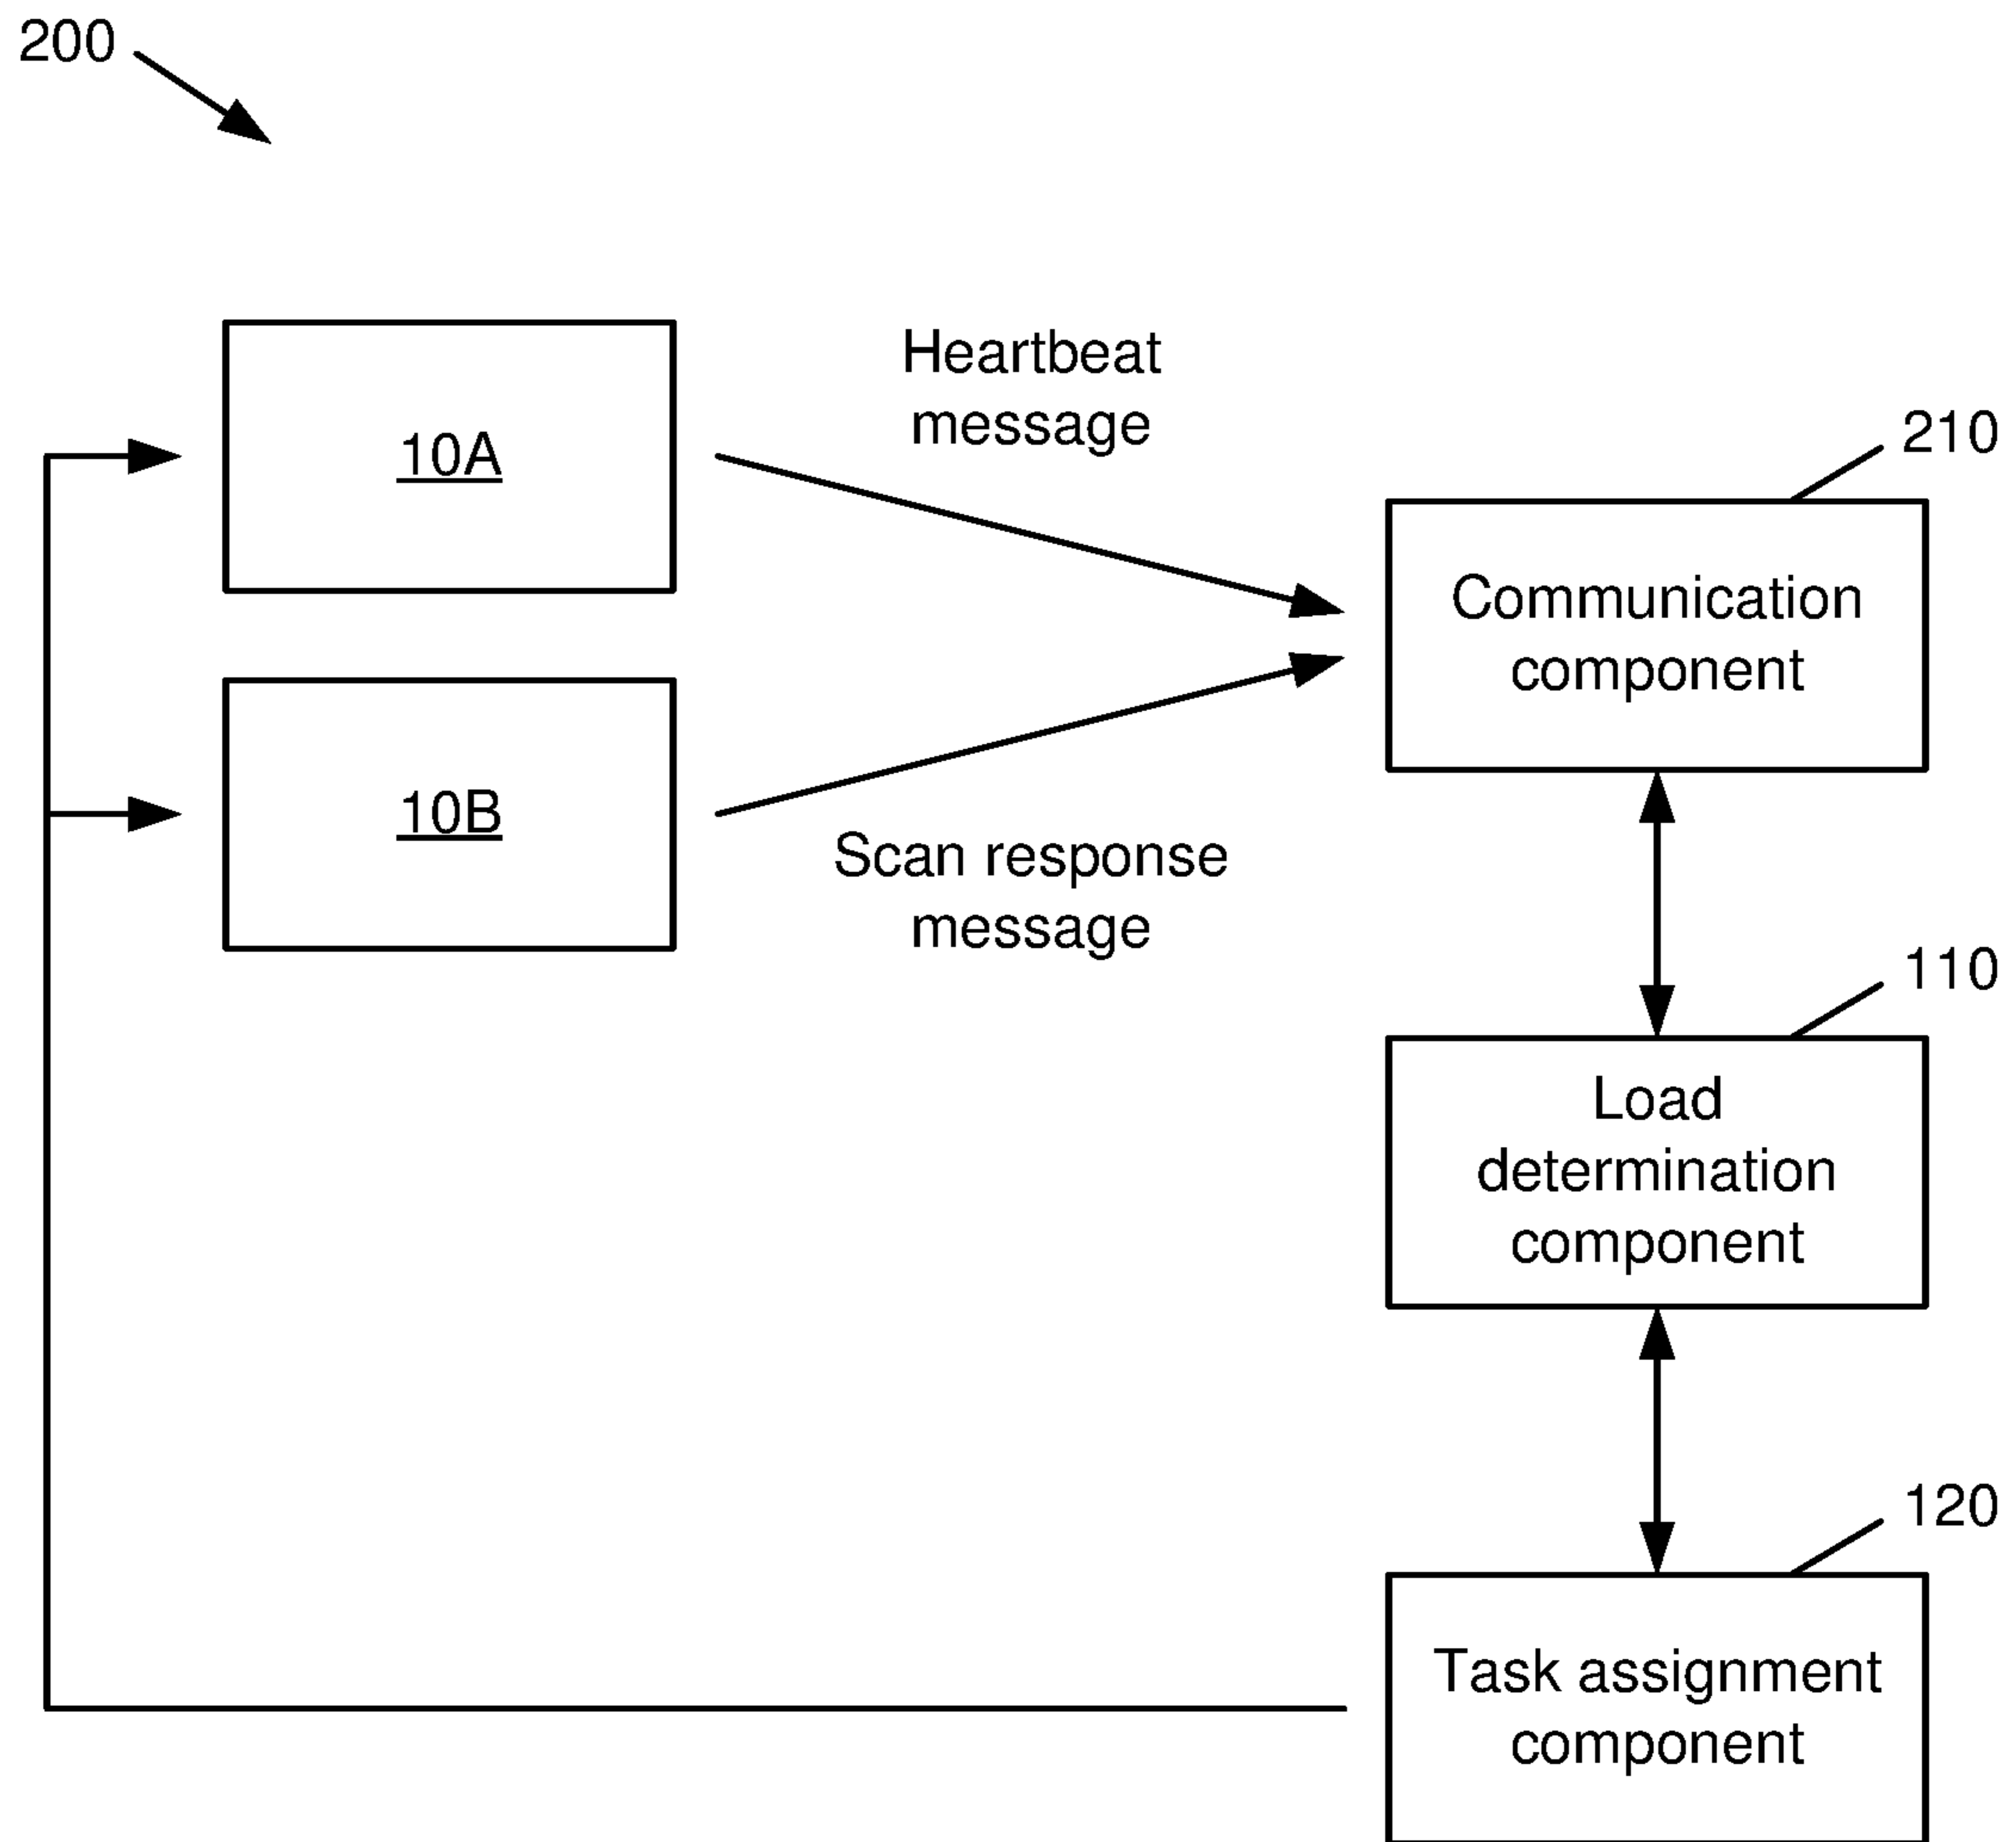 200
Heartbeat
message
10A
210
Communication
component
10B
Scan response
message
110
Load
determination
component
120
Task assignment
component